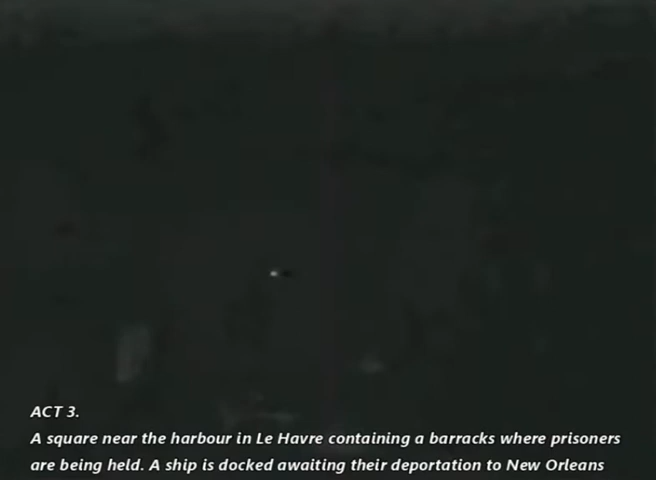 ACT 3.
A square near the harbour in Le Havre containing a barracks where prisoners
are being held. A ship is docked awaiting their deportation to New Orleans